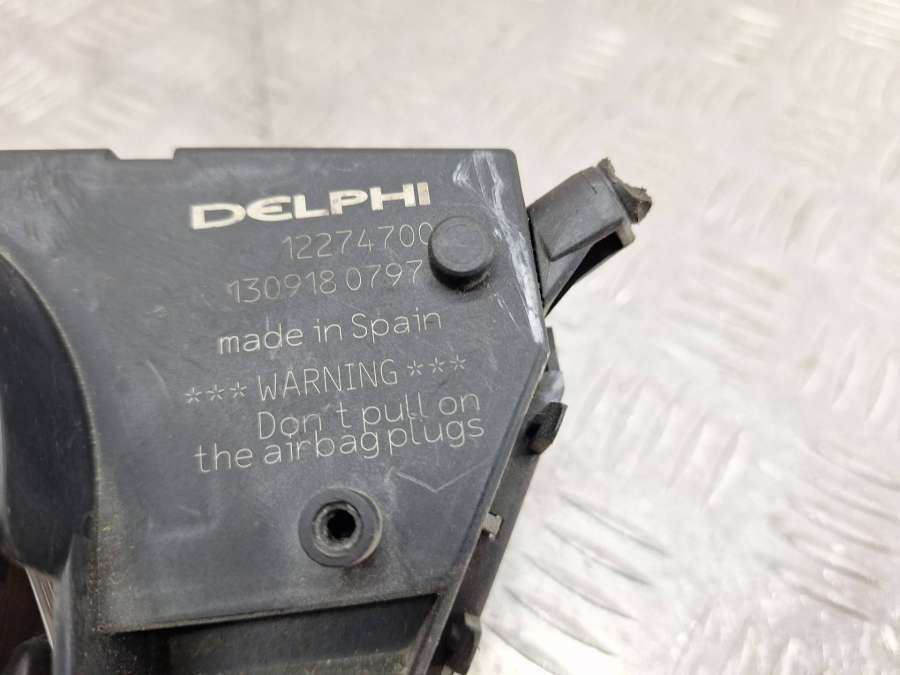 DELPHI
12274700
1309180797
made in Spain
*** WARNING ***
Don't pull on
the airbag plugs